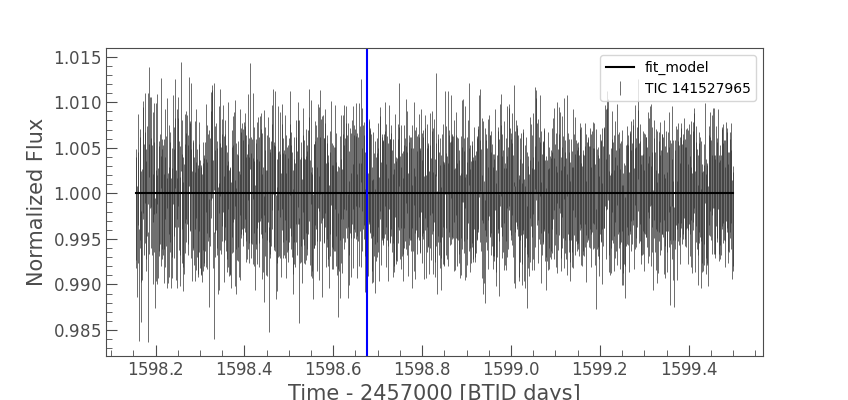 1.015
1.010
1.005
1.000
0.995
0.990
0.985
Normalized Flux
fit_model
TIC 141527965
1598.2 1598.4 1598.6 1598.8 1599.0 1599.2 1599.4
Time - 2457000 [BTJD days]